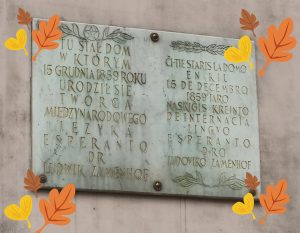 TU STAŁ DOM
W KTÓRYM
15 GRUDNIA 1859 ROKU
URODZIŁ SIĘ
TWÓRCA
MIĘDZYNARODOWEGO
JĘZYKA
ESPERANTO
DR
LUDWIK ZAMENHOF
ĈI-TIE STARIS LA DOMO
EN KIE
15 DE DECEMBRO
1859 JARO
NASKIĜIS KREINTO
DE INTERNACIA
LINGVO
ESPERANTO
D-RO
LUDOVIKO ZAMENHOF